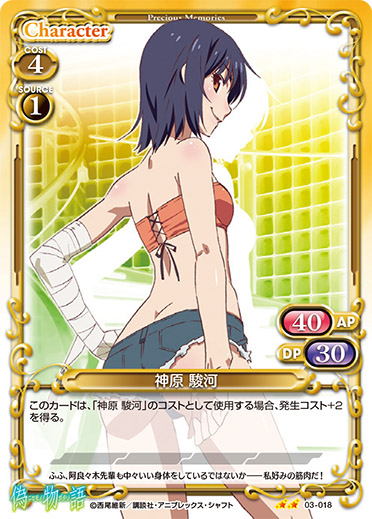 Precious Memories
Character
COST
4
SOURCE
1
40 AP
DP 30
神原 駿河
このカードは、「神原 駿河」のコストとして使用する場合、発生コスト+2
を得る。
ふふ、阿良々木先輩も中々いい身体をしているではないか──私好みの筋肉だ!
偽物語
©西尾維新/講談社・アニプレックス・シャフト
★★ 03-018